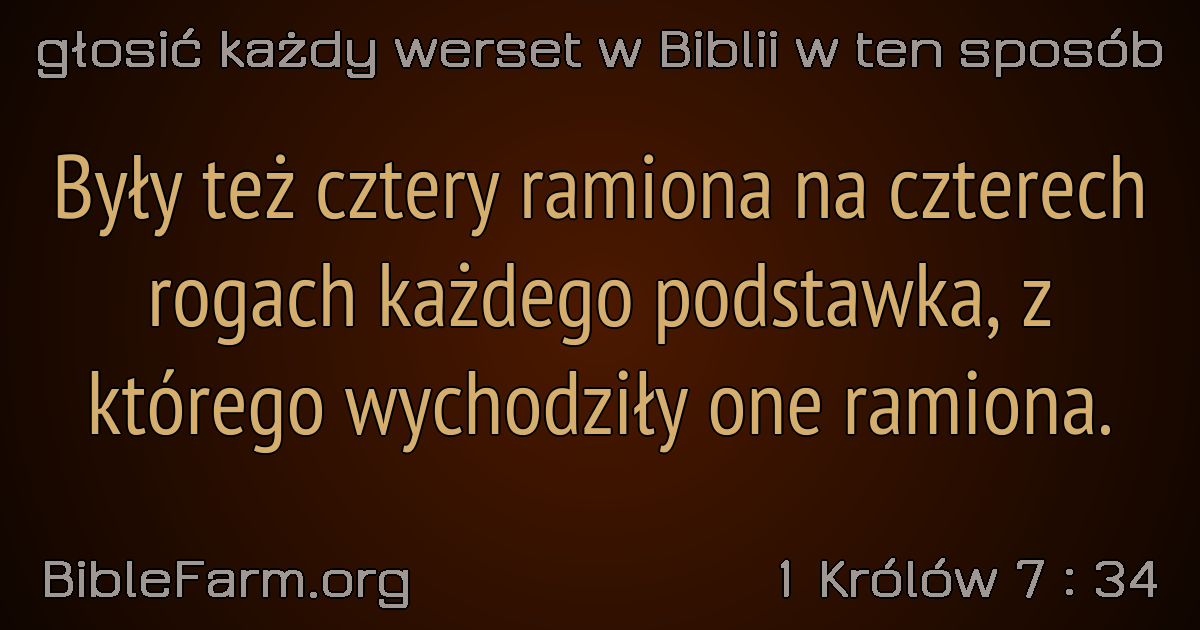 głosić każdy werset w Biblii w ten sposób
Były też cztery ramiona na czterech
rogach każdego podstawka, z
którego wychodziły one ramiona.
BibleFarm.org
1 Królów 7 : 34